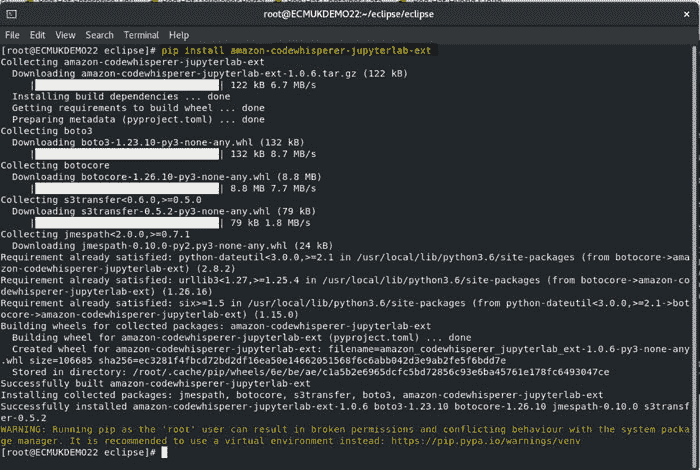 root@ECMUKDEMO22:~/eclipse/eclipse
File Edit View Search Terminal Help
[root@ECMUKDEMO22 eclipse]# pip install amazon-codewhisperer-jupyterlab-ext
Collecting amazon-codewhisperer-jupyterlab-ext
Downloading amazon-codewhisperer-jupyterlab-ext-1.0.6.tar.gz (122 kB)
|████████████████████████████████| 122 kB 6.7 MB/s
Installing build dependencies ... done
Getting requirements to build wheel ... done
Preparing metadata (pyproject.toml) ... done
Collecting boto3
Downloading boto3-1.23.10-py3-none-any.whl (132 kB)
|████████████████████████████████| 132 kB 8.7 MB/s
Collecting botocore
Downloading botocore-1.26.10-py3-none-any.whl (8.8 MB)
|████████████████████████████████| 8.8 MB 7.7 MB/s
Collecting s3transfer<0.6.0,>=0.5.0
Downloading s3transfer-0.5.2-py3-none-any.whl (79 kB)
|████████████████████████████████| 79 kB 1.8 MB/s
Collecting jmespath<2.0.0,>=0.7.1
Downloading jmespath-0.10.0-py2.py3-none-any.whl (24 kB)
Requirement already satisfied: python-dateutil<3.0.0,>=2.1 in /usr/local/lib/python3.6/site-packages (from botocore->ama
zon-codewhisperer-jupyterlab-ext) (2.8.2)
Requirement already satisfied: urllib3<1.27,>=1.25.4 in /usr/local/lib/python3.6/site-packages (from botocore->amazon-co
dewhisperer-jupyterlab-ext) (1.26.16)
Requirement already satisfied: six>=1.5 in /usr/local/lib/python3.6/site-packages (from python-dateutil<3.0.0,>=2.1->bot
ocore->amazon-codewhisperer-jupyterlab-ext) (1.15.0)
Building wheels for collected packages: amazon-codewhisperer-jupyterlab-ext
Building wheel for amazon-codewhisperer-jupyterlab-ext (pyproject.toml) ... done
Created wheel for amazon-codewhisperer-jupyterlab-ext: filename=amazon_codewhisperer_jupyterlab_ext-1.0.6-py3-none-any
.whl size=106685 sha256=ec3281f4fbcd72bd2df16ea50e14662051568f6c6abb042d3e9ab2fe5f6bdd7e
Stored in directory: /root/.cache/pip/wheels/6e/be/ae/c1a5b2e6965dcfc5bd72856c93e6ba45761e178fc6493047ce
Successfully built amazon-codewhisperer-jupyterlab-ext
Installing collected packages: jmespath, botocore, s3transfer, boto3, amazon-codewhisperer-jupyterlab-ext
Successfully installed amazon-codewhisperer-jupyterlab-ext-1.0.6 boto3-1.23.10 botocore-1.26.10 jmespath-0.10.0 s3transf
er-0.5.2
WARNING: Running pip as the 'root' user can result in broken permissions and conflicting behaviour with the system packa
ge manager. It is recommended to use a virtual environment instead: https://pip.pypa.io/warnings/venv
[root@ECMUKDEMO22 eclipse]#